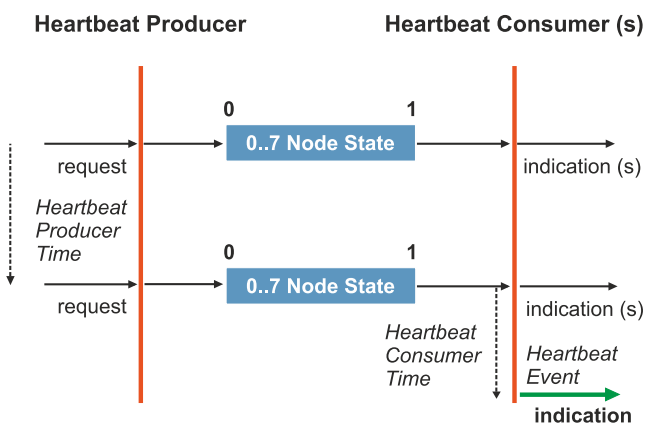 Heartbeat Producer
Heartbeat Consumer (s)
0
1
0..7 Node State
request
indication (s)
Heartbeat
Producer
Time
0
1
0..7 Node State
request
indication (s)
Heartbeat
Consumer
Time
Heartbeat
Event
indication